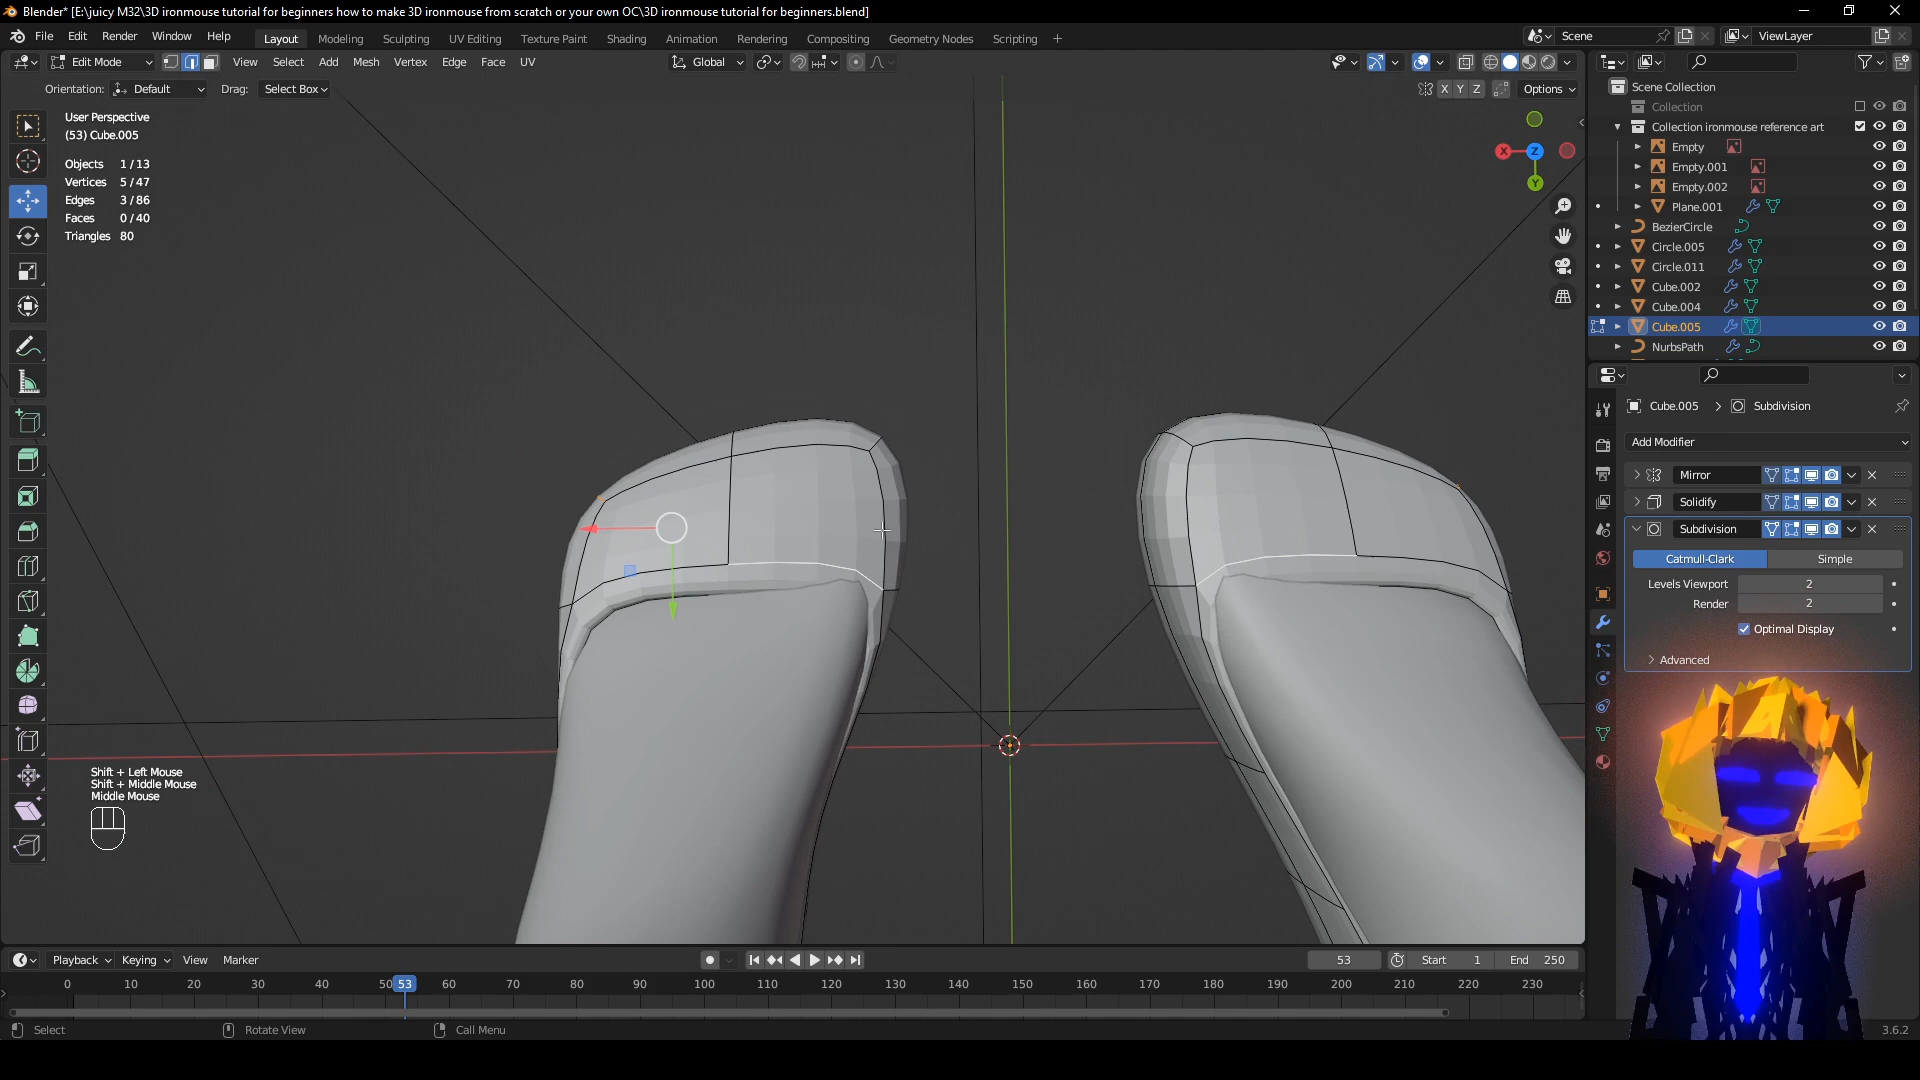 Blender* [E:\juicy M32\3D ironmouse tutorial for beginners how to make 3D ironmouse from scratch or your own OC\3D ironmouse tutorial for beginners.blend]
File Edit Render Window Help Layout Modeling Sculpting UV Editing Texture Paint Shading Animation Rendering Compositing Geometry Nodes Scripting + Scene ViewLayer
Edit Mode View Select Add Mesh Vertex Edge Face UV Global
Orientation: Default Drag: Select Box X Y Z Options
User Perspective
(53) Cube.005
Objects 1/13
Vertices 5/47
Edges 3/86
Faces 0/40
Triangles 80
X Z Y
Shift + Left Mouse
Shift + Middle Mouse
Middle Mouse
Scene Collection
Collection
Collection ironmouse reference art
Empty
Empty.001
Empty.002
Plane.001
BezierCircle
Circle.005
Circle.011
Cube.002
Cube.004
Cube.005
NurbsPath
Cube.005 > Subdivision
Add Modifier
Mirror
Solidify
Subdivision
Catmull-Clark Simple
Levels Viewport 2
Render 2
Optimal Display
Advanced
Playback Keying View Marker 53 Start 1 End 250
0 10 20 30 40 50 53 60 70 80 90 100 110 120 130 140 150 160 170 180 190 200 210 220 230
Select Rotate View Call Menu 3.6.2